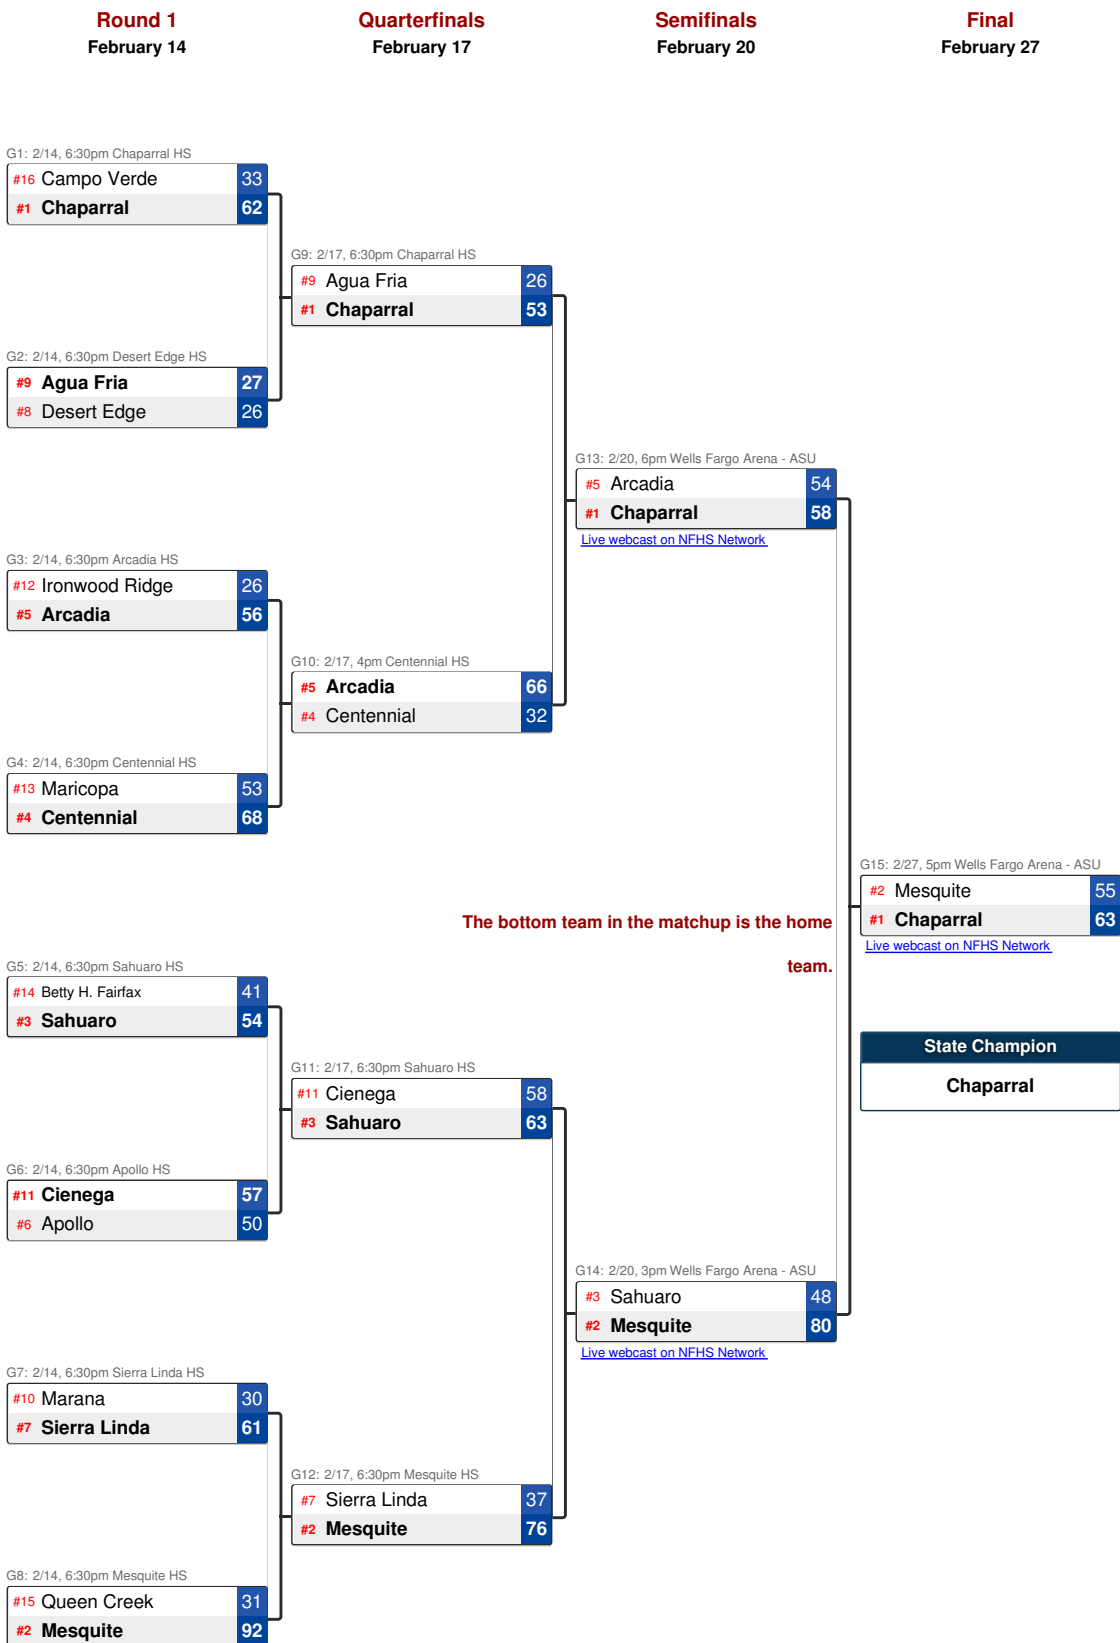 Round 1
February 14
Quarterfinals
February 17
Semifinals
February 20
Final
February 27
G1: 2/14, 6:30pm Chaparral HS
#16 Campo Verde 33
#1 Chaparral 62
G2: 2/14, 6:30pm Desert Edge HS
#9 Agua Fria 27
#8 Desert Edge 26
G3: 2/14, 6:30pm Arcadia HS
#12 Ironwood Ridge 26
#5 Arcadia 56
G4: 2/14, 6:30pm Centennial HS
#13 Maricopa 53
#4 Centennial 68
G5: 2/14, 6:30pm Sahuaro HS
#14 Betty H. Fairfax 41
#3 Sahuaro 54
G6: 2/14, 6:30pm Apollo HS
#11 Cienega 57
#6 Apollo 50
G7: 2/14, 6:30pm Sierra Linda HS
#10 Marana 30
#7 Sierra Linda 61
G8: 2/14, 6:30pm Mesquite HS
#15 Queen Creek 31
#2 Mesquite 92
G9: 2/17, 6:30pm Chaparral HS
#9 Agua Fria 26
#1 Chaparral 53
G10: 2/17, 4pm Centennial HS
#5 Arcadia 66
#4 Centennial 32
G11: 2/17, 6:30pm Sahuaro HS
#11 Cienega 58
#3 Sahuaro 63
G12: 2/17, 6:30pm Mesquite HS
#7 Sierra Linda 37
#2 Mesquite 76
G13: 2/20, 6pm Wells Fargo Arena - ASU
#5 Arcadia 54
#1 Chaparral 58
Live webcast on NFHS Network
The bottom team in the matchup is the home
team.
G14: 2/20, 3pm Wells Fargo Arena - ASU
#3 Sahuaro 48
#2 Mesquite 80
Live webcast on NFHS Network
G15: 2/27, 5pm Wells Fargo Arena - ASU
#2 Mesquite 55
#1 Chaparral 63
Live webcast on NFHS Network
State Champion
Chaparral